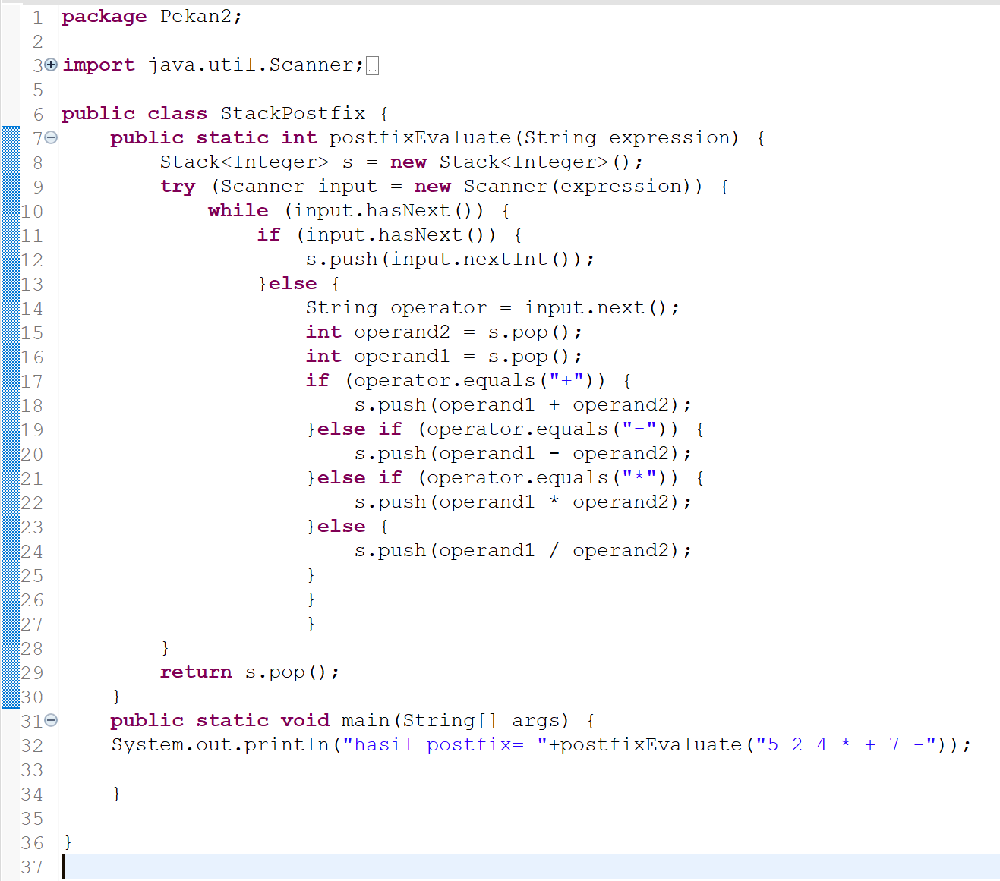 1 package Pekan2;
2
3 import java.util.Scanner;
5
6 public class StackPostfix {
7     public static int postfixEvaluate(String expression) {
8         Stack<Integer> s = new Stack<Integer>();
9         try (Scanner input = new Scanner(expression)) {
10             while (input.hasNext()) {
11                 if (input.hasNext()) {
12                     s.push(input.nextInt());
13                 }else {
14                     String operator = input.next();
15                     int operand2 = s.pop();
16                     int operand1 = s.pop();
17                     if (operator.equals("+")) {
18                         s.push(operand1 + operand2);
19                     }else if (operator.equals("-")) {
20                         s.push(operand1 - operand2);
21                     }else if (operator.equals("*")) {
22                         s.push(operand1 * operand2);
23                     }else {
24                         s.push(operand1 / operand2);
25                     }
26                     }
27                     }
28         }
29         return s.pop();
30     }
31     public static void main(String[] args) {
32     System.out.println("hasil postfix= "+postfixEvaluate("5 2 4 * + 7 -"));
33
34     }
35
36 }
37